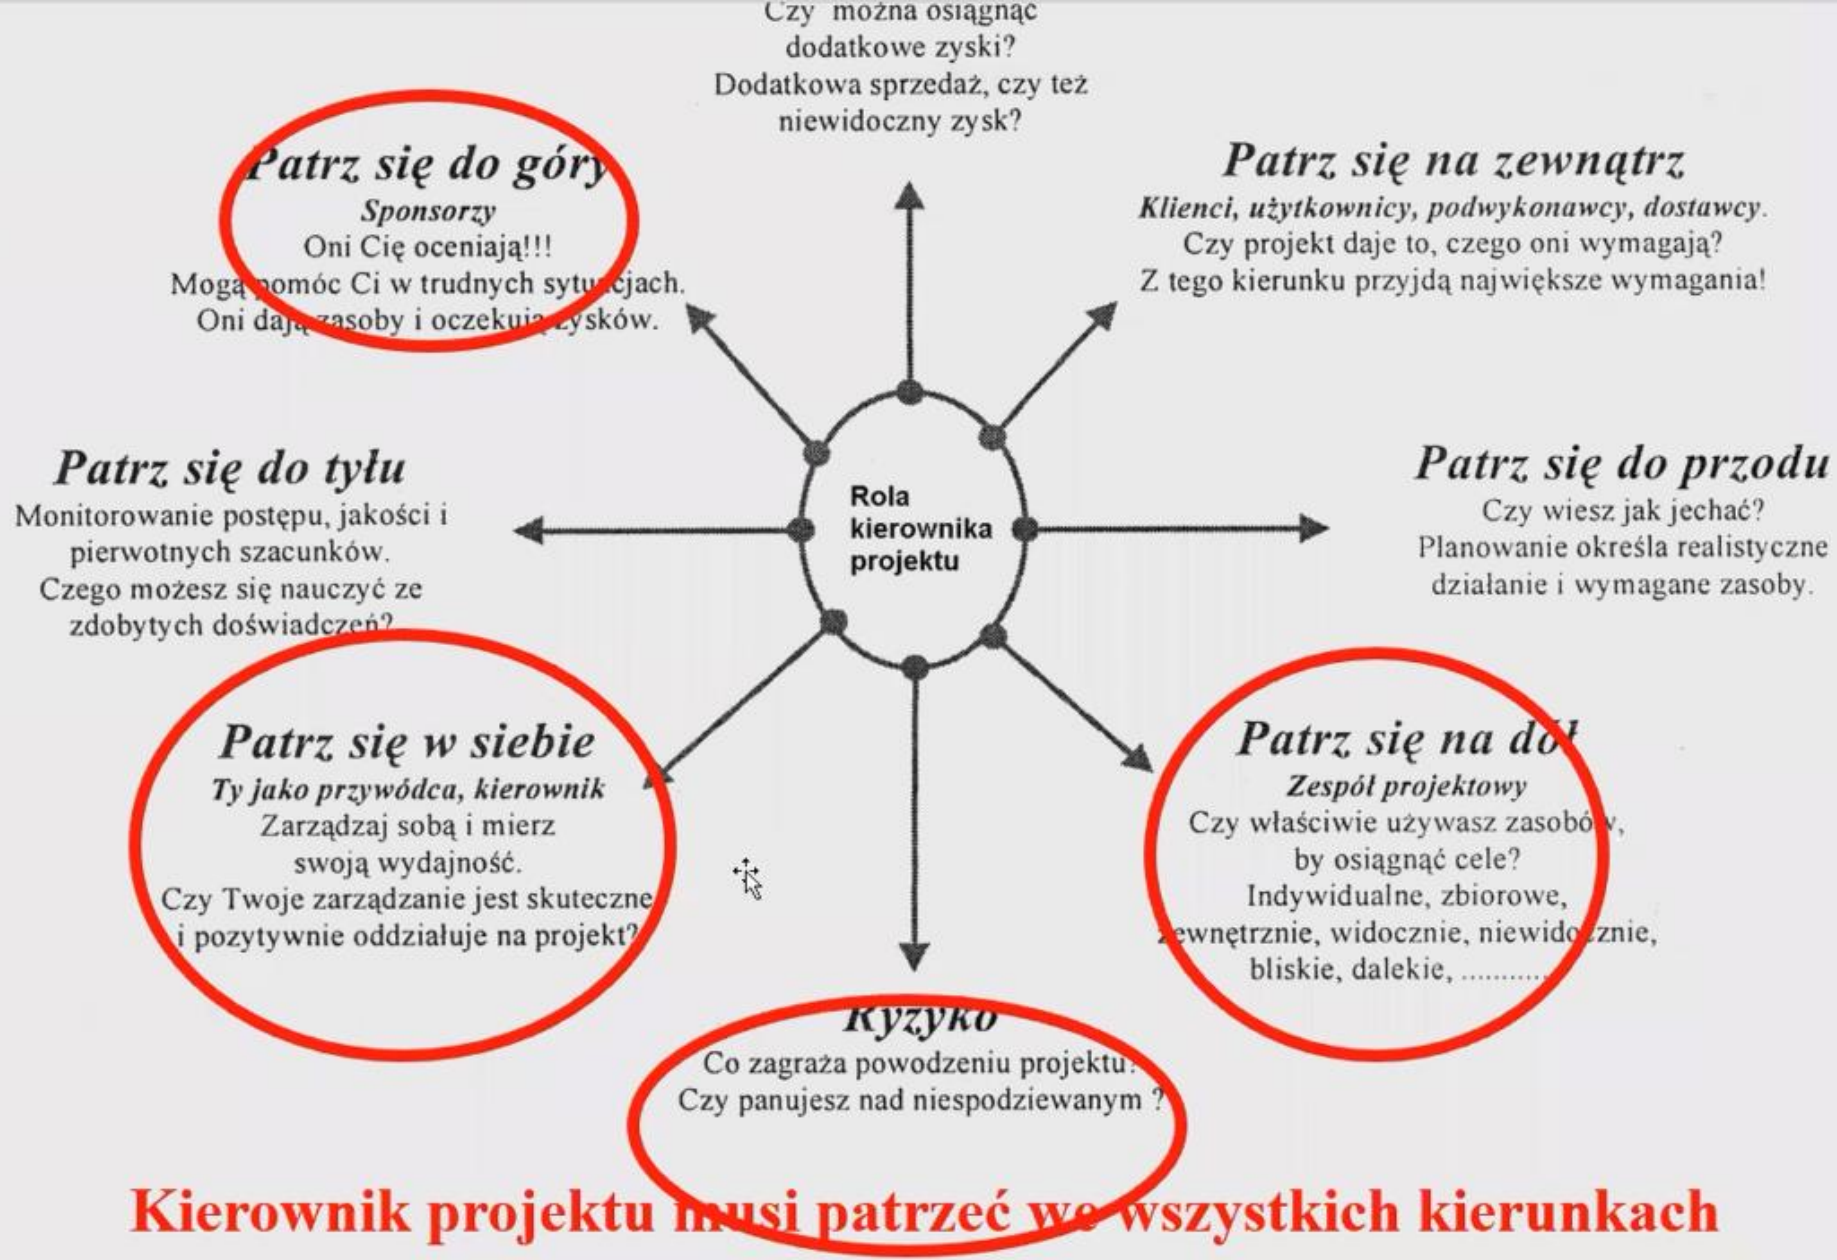 Czy można osiągnąć
dodatkowe zyski?
Dodatkowa sprzedaż, czy też
niewidoczny zysk?
Patrz się do góry
Sponsorzy
Oni Cię oceniają!!!
Mogą pomóc Ci w trudnych sytuacjach.
Oni dają zasoby i oczekują zysków.
Patrz się na zewnątrz
Klienci, użytkownicy, podwykonawcy, dostawcy.
Czy projekt daje to, czego oni wymagają?
Z tego kierunku przyjdą największe wymagania!
Patrz się do tyłu
Monitorowanie postępu, jakości i
pierwotnych szacunków.
Czego możesz się nauczyć ze
zdobytych doświadczeń?
Rola
kierownika
projektu
Patrz się do przodu
Czy wiesz jak jechać?
Planowanie określa realistyczne
działanie i wymagane zasoby.
Patrz się w siebie
Ty jako przywódca, kierownik
Zarządzaj sobą i mierz
swoją wydajność.
Czy Twoje zarządzanie jest skuteczne
i pozytywnie oddziałuje na projekt?
Patrz się na dół
Zespół projektowy
Czy właściwie używasz zasobów,
by osiągnąć cele?
Indywidualne, zbiorowe,
zewnętrznie, widocznie, niewidocznie,
bliskie, dalekie, ............
Ryzyko
Co zagraża powodzeniu projektu?
Czy panujesz nad niespodziewanym ?
Kierownik projektu musi patrzeć we wszystkich kierunkach